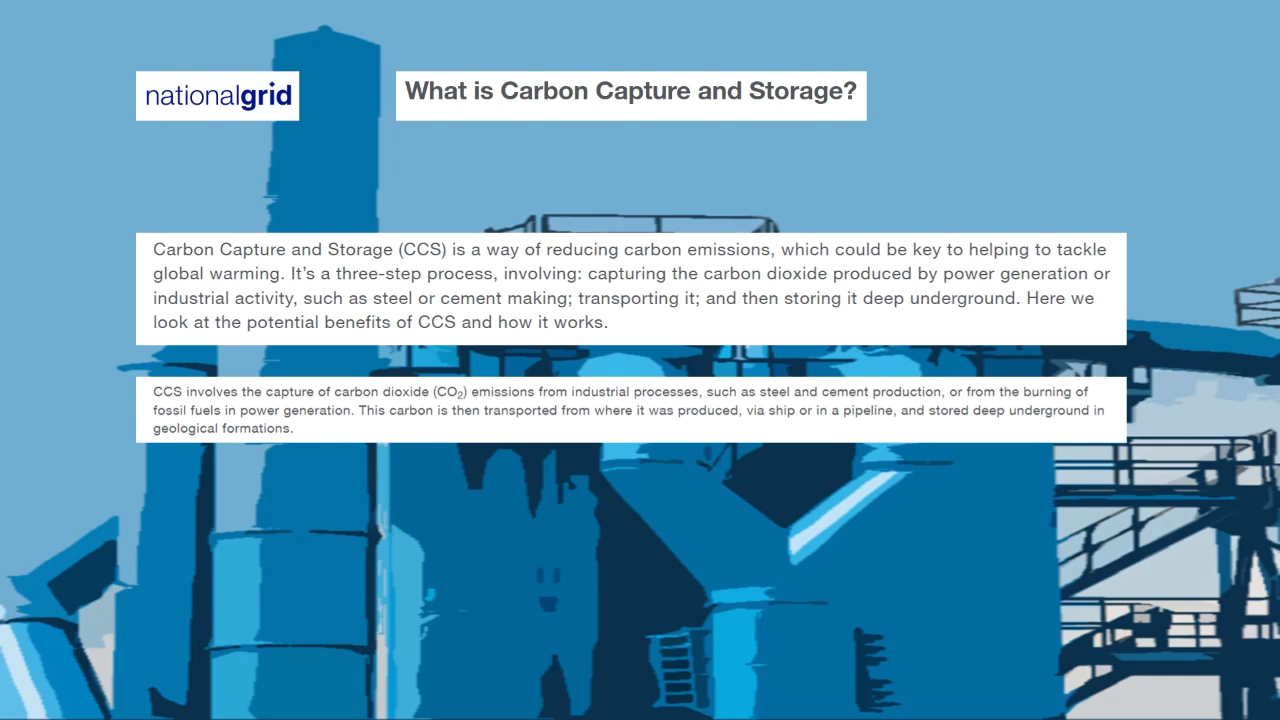 nationalgrid
What is Carbon Capture and Storage?
Carbon Capture and Storage (CCS) is a way of reducing carbon emissions, which could be key to helping to tackle
global warming. It’s a three-step process, involving: capturing the carbon dioxide produced by power generation or
industrial activity, such as steel or cement making; transporting it; and then storing it deep underground. Here we
look at the potential benefits of CCS and how it works.
CCS involves the capture of carbon dioxide (CO₂) emissions from industrial processes, such as steel and cement production, or from the burning of
fossil fuels in power generation. This carbon is then transported from where it was produced, via ship or in a pipeline, and stored deep underground in
geological formations.